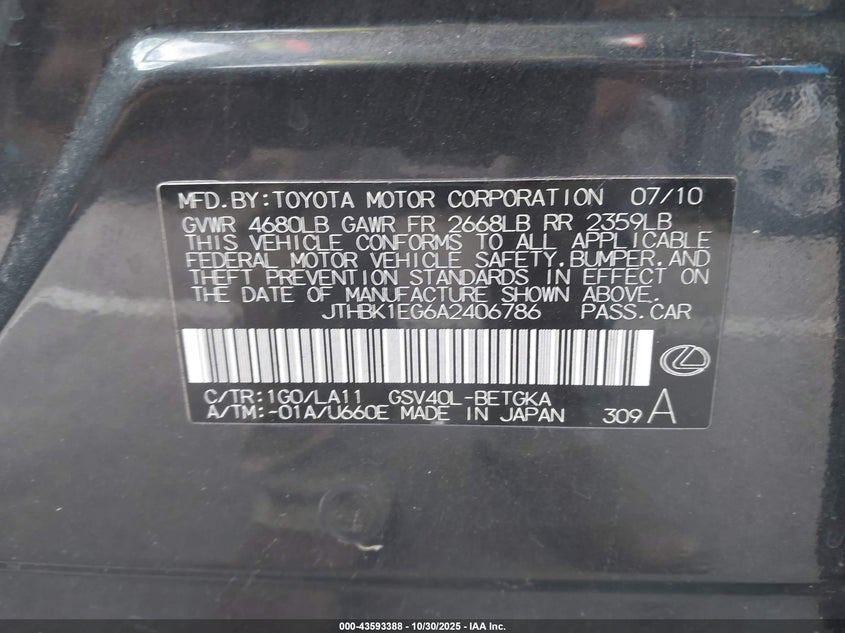 MFD.BY:TOYOTA MOTOR CORPORATION 07/10
GVWR 4680LB GAWR FR 2668LB RR 2359LB
THIS VEHICLE CONFORMS TO ALL APPLICABLE
FEDERAL MOTOR VEHICLE SAFETY,BUMPER,AND
THEFT PREVENTION STANDARDS IN EFFECT ON
THE DATE OF MANUFACTURE SHOWN ABOVE.
JTHBK1EG6A2406786 PASS.CAR
C/TR:1G0/LA11 GSV40L-BETGKA
A/TM:-01A/U660E MADE IN JAPAN 309 A
000-43593388 - 10/30/2025 - IAA Inc.